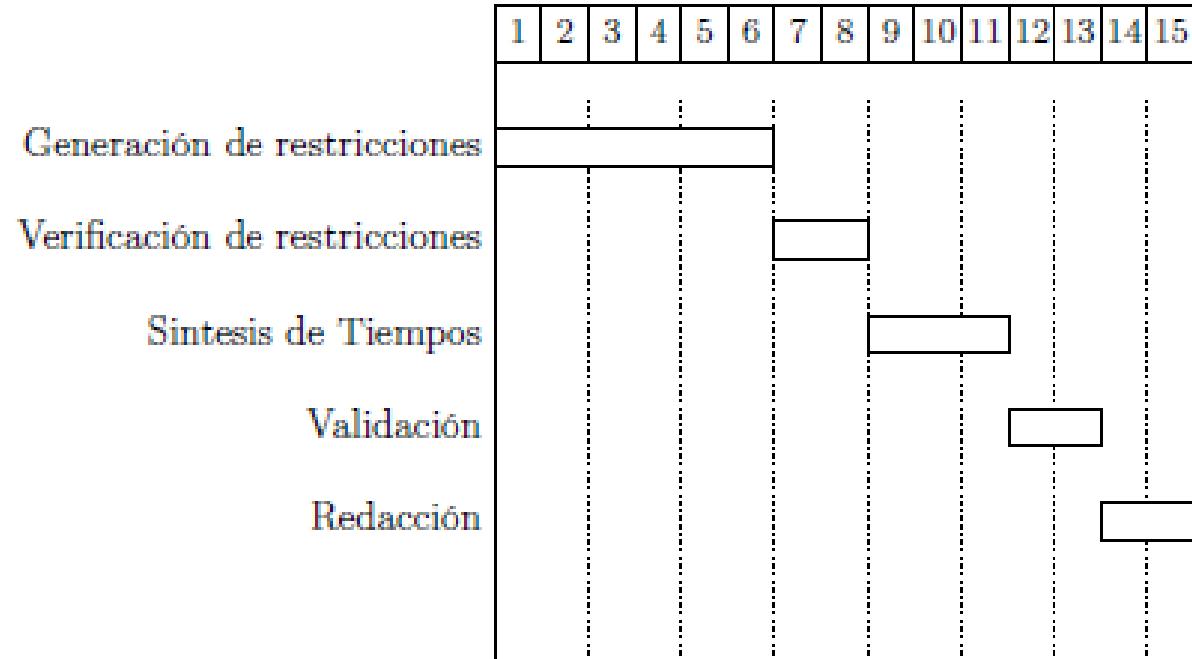 1 2 3 4 5 6 7 8 9 10 11 12 13 14 15
Generación de restricciones
Verificación de restricciones
Sintesis de Tiempos
Validación
Redacción